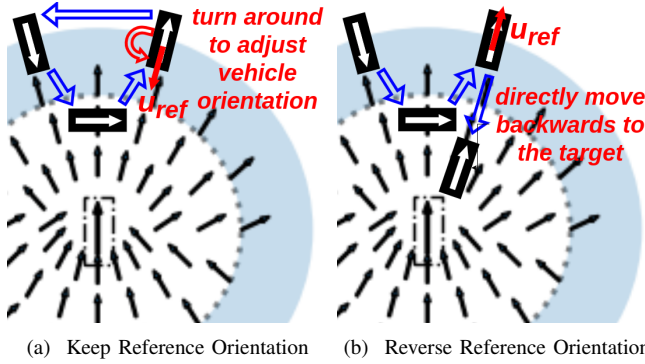 turn around
to adjust
vehicle
orientation
u_ref
u_ref
directly move
backwards to
the target
(a) Keep Reference Orientation
(b) Reverse Reference Orientation